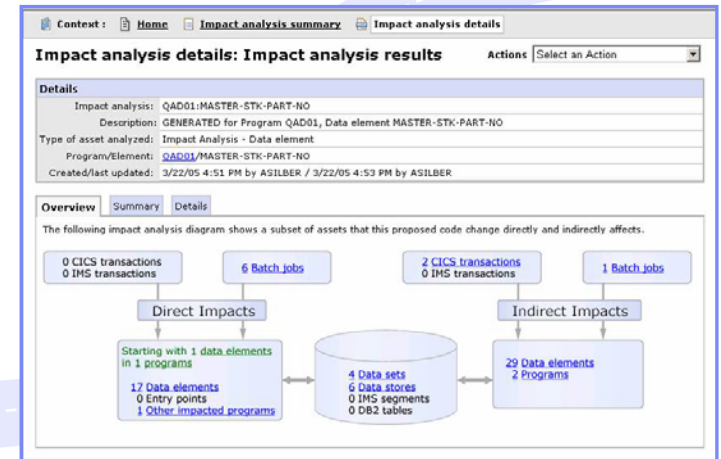 Context : Home Impact analysis summary Impact analysis details
Impact analysis details: Impact analysis results Actions Select an Action
Details
Impact analysis: QAD01:MASTER-STK-PART-NO
Description: GENERATED for Program QAD01, Data element MASTER-STK-PART-NO
Type of asset analyzed: Impact Analysis - Data element
Program/Element: QAD01/MASTER-STK-PART-NO
Created/last updated: 3/22/05 4:51 PM by ASILBER / 3/22/05 4:53 PM by ASILBER
Overview Summary Details
The following impact analysis diagram shows a subset of assets that this proposed code change directly and indirectly affects.
0 CICS transactions
0 IMS transactions
6 Batch jobs
2 CICS transactions
0 IMS transactions
1 Batch jobs
Direct Impacts
Indirect Impacts
Starting with 1 data elements
in 1 programs
17 Data elements
0 Entry points
1 Other impacted programs
4 Data sets
6 Data stores
0 IMS segments
0 DB2 tables
29 Data elements
2 Programs